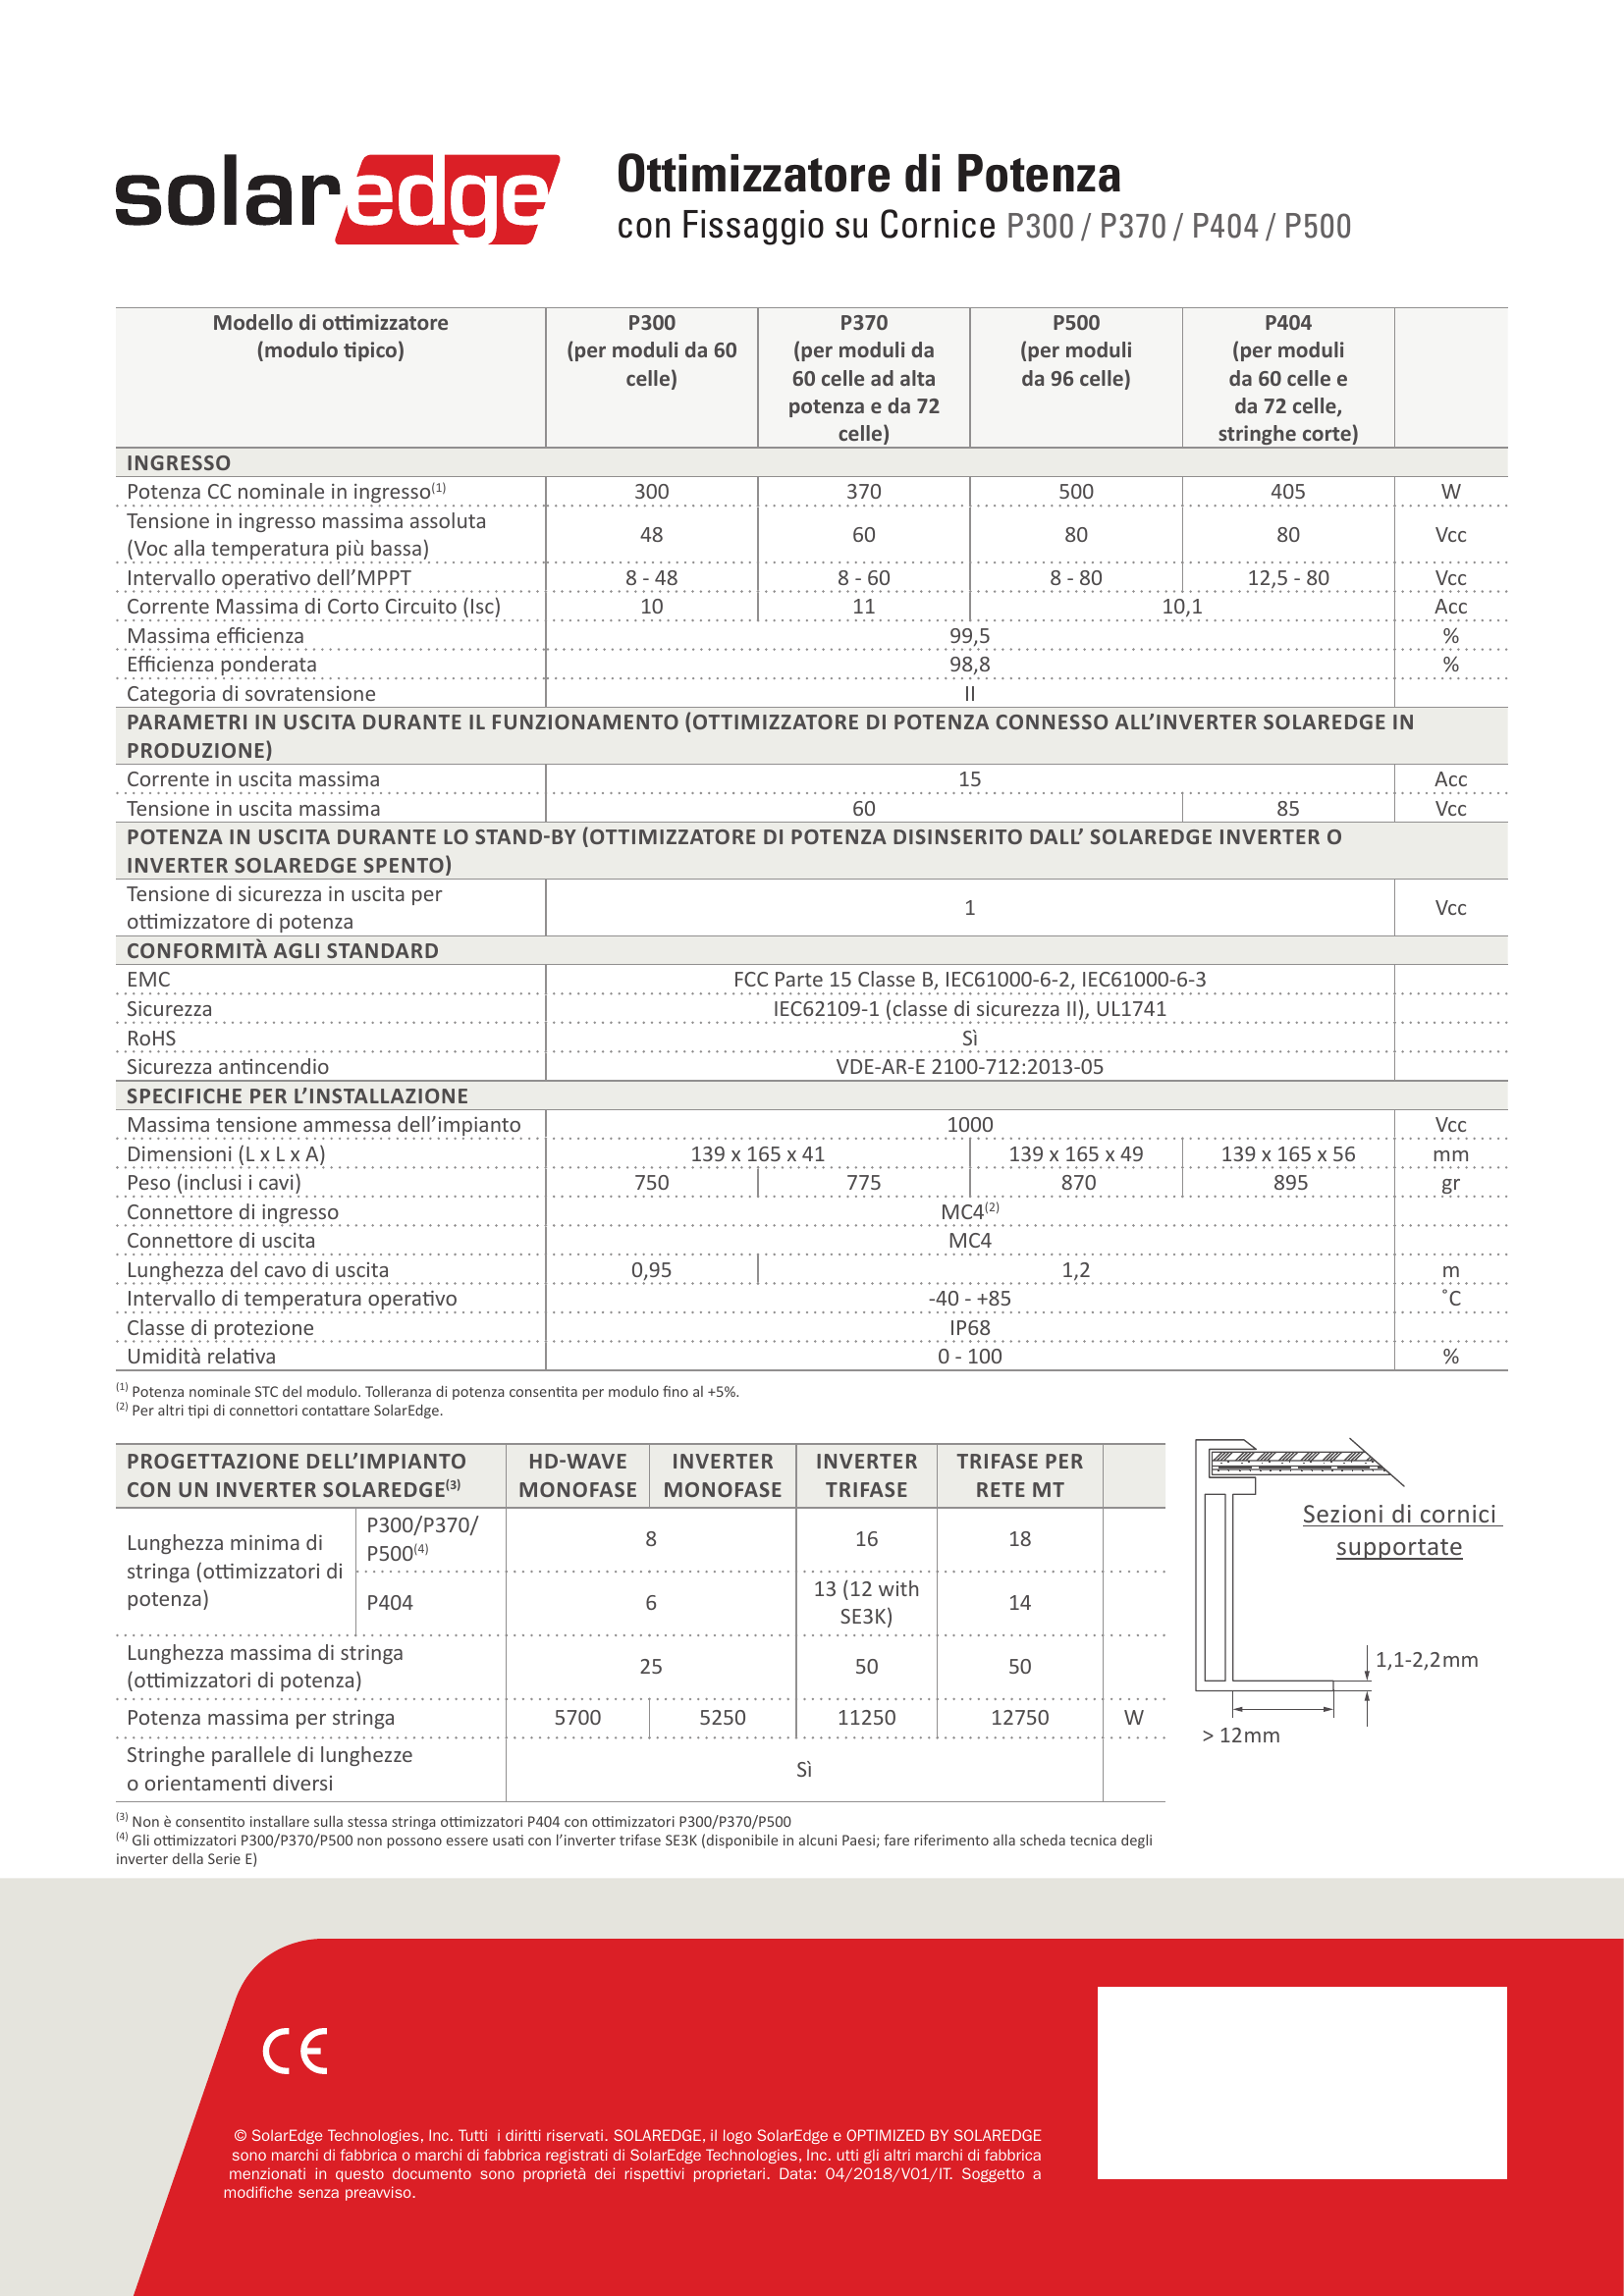 solaredge
Ottimizzatore di Potenza
con Fissaggio su Cornice P300 / P370 / P404 / P500
Modello di ottimizzatore
(modulo tipico)
P300
(per moduli da 60
celle)
P370
(per moduli da
60 celle ad alta
potenza e da 72
celle)
P500
(per moduli
da 96 celle)
P404
(per moduli
da 60 celle e
da 72 celle,
stringhe corte)
INGRESSO
Potenza CC nominale in ingresso(1) 300 370 500 405 W
Tensione in ingresso massima assoluta
(Voc alla temperatura più bassa)
48 60 80 80 Vcc
Intervallo operativo dell’MPPT 8 - 48 8 - 60 8 - 80 12,5 - 80 Vcc
Corrente Massima di Corto Circuito (Isc) 10 11 10,1 Acc
Massima efficienza 99,5 %
Efficienza ponderata 98,8 %
Categoria di sovratensione II
PARAMETRI IN USCITA DURANTE IL FUNZIONAMENTO (OTTIMIZZATORE DI POTENZA CONNESSO ALL’INVERTER SOLAREDGE IN
PRODUZIONE)
Corrente in uscita massima 15 Acc
Tensione in uscita massima 60 85 Vcc
POTENZA IN USCITA DURANTE LO STAND-BY (OTTIMIZZATORE DI POTENZA DISINSERITO DALL’ SOLAREDGE INVERTER O
INVERTER SOLAREDGE SPENTO)
Tensione di sicurezza in uscita per
ottimizzatore di potenza
1 Vcc
CONFORMITÀ AGLI STANDARD
EMC FCC Parte 15 Classe B, IEC61000-6-2, IEC61000-6-3
Sicurezza IEC62109-1 (classe di sicurezza II), UL1741
RoHS Sì
Sicurezza antincendio VDE-AR-E 2100-712:2013-05
SPECIFICHE PER L’INSTALLAZIONE
Massima tensione ammessa dell’impianto 1000 Vcc
Dimensioni (L x L x A) 139 x 165 x 41 139 x 165 x 49 139 x 165 x 56 mm
Peso (inclusi i cavi) 750 775 870 895 gr
Connettore di ingresso MC4(2)
Connettore di uscita MC4
Lunghezza del cavo di uscita 0,95 1,2 m
Intervallo di temperatura operativo -40 - +85 ˚C
Classe di protezione IP68
Umidità relativa 0 - 100 %
(1) Potenza nominale STC del modulo. Tolleranza di potenza consentita per modulo fino al +5%.
(2) Per altri tipi di connettori contattare SolarEdge.
PROGETTAZIONE DELL’IMPIANTO
CON UN INVERTER SOLAREDGE(3)
HD-WAVE
MONOFASE
INVERTER
MONOFASE
INVERTER
TRIFASE
TRIFASE PER
RETE MT
Lunghezza minima di
stringa (ottimizzatori di
potenza)
P300/P370/
P500(4)
8 16 18
P404
6
13 (12 with
SE3K)
14
Lunghezza massima di stringa
(ottimizzatori di potenza)
25 50 50
Potenza massima per stringa 5700 5250 11250 12750 W
Stringhe parallele di lunghezze
o orientamenti diversi
Sì
Sezioni di cornici
supportate
1,1-2,2mm
> 12mm
(3) Non è consentito installare sulla stessa stringa ottimizzatori P404 con ottimizzatori P300/P370/P500
(4) Gli ottimizzatori P300/P370/P500 non possono essere usati con l’inverter trifase SE3K (disponibile in alcuni Paesi; fare riferimento alla scheda tecnica degli
inverter della Serie E)
CE
© SolarEdge Technologies, Inc. Tutti i diritti riservati. SOLAREDGE, il logo SolarEdge e OPTIMIZED BY SOLAREDGE
sono marchi di fabbrica o marchi di fabbrica registrati di SolarEdge Technologies, Inc. utti gli altri marchi di fabbrica
menzionati in questo documento sono proprietà dei rispettivi proprietari. Data: 04/2018/V01/IT. Soggetto a
modifiche senza preavviso.